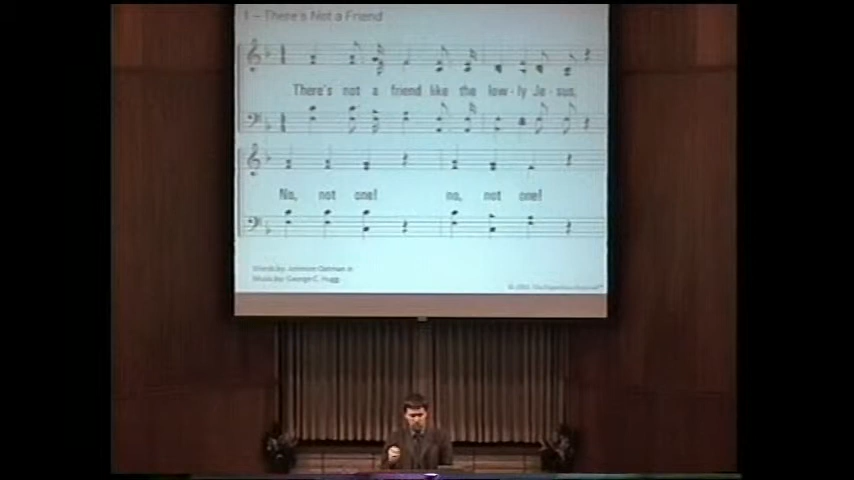 1 – There's Not a Friend
There's not a friend like the low - ly Je - sus,
No, not one! no, not one!
Words by: Johnson Oatman Jr
Music by: George C. Hugg